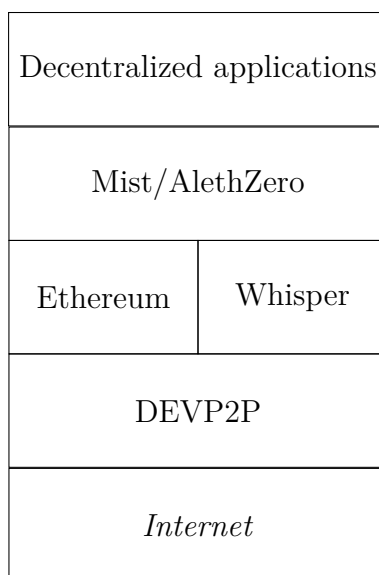 Decentralized applications
Mist/AlethZero
Ethereum
Whisper
DEVP2P
Internet